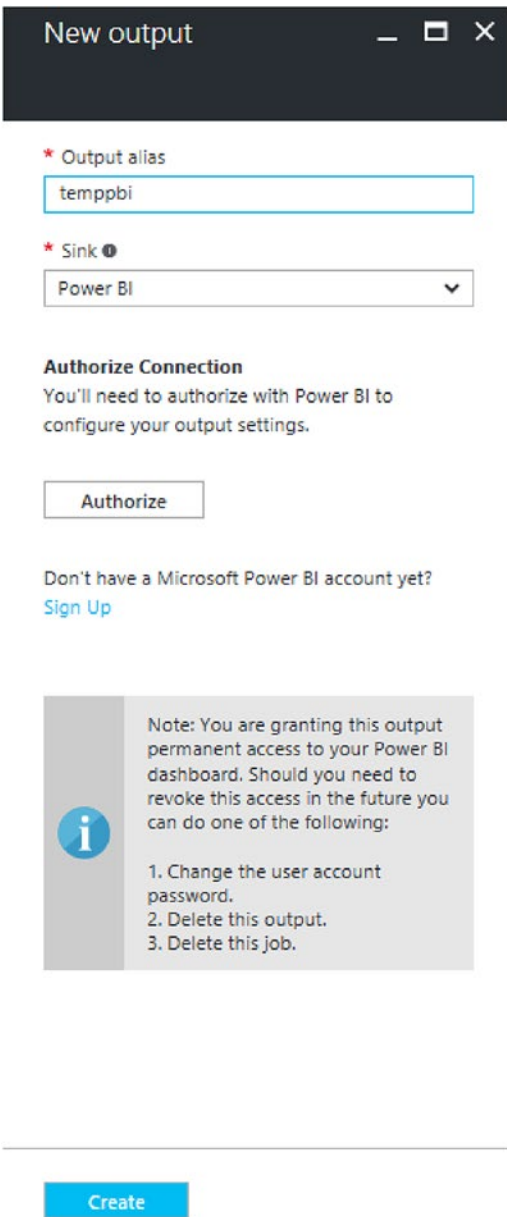 New output
* Output alias
temppbi
* Sink
Power BI
Authorize Connection
You'll need to authorize with Power BI to
configure your output settings.
Authorize
Don't have a Microsoft Power BI account yet?
Sign Up
Note: You are granting this output
permanent access to your Power BI
dashboard. Should you need to
revoke this access in the future you
can do one of the following:
1. Change the user account
password.
2. Delete this output.
3. Delete this job.
Create